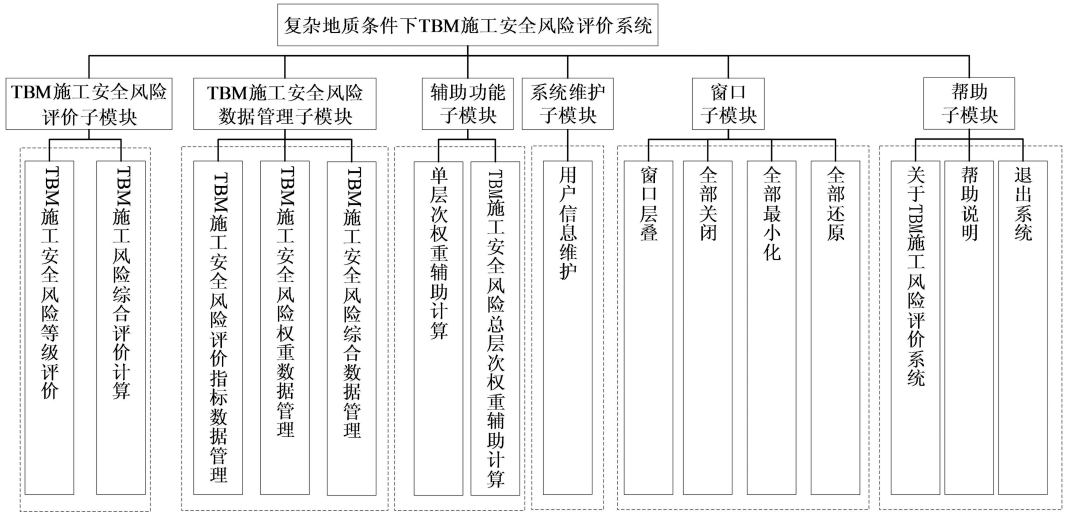 复杂地质条件下TBM施工安全风险评价系统
TBM施工安全风险
评价子模块
TBM施工安全风险
数据管理子模块
辅助功能
子模块
系统维护
子模块
窗口
子模块
帮助
子模块
TBM施工安全风险等级评价
TBM施工风险综合评价计算
TBM施工安全风险评价指标数据管理
TBM施工安全风险权重数据管理
TBM施工安全风险综合数据管理
单层次权重辅助计算
TBM施工安全风险总层次权重辅助计算
用户信息维护
窗口层叠
全部关闭
全部最小化
全部还原
关于TBM施工风险评价系统
帮助说明
退出系统